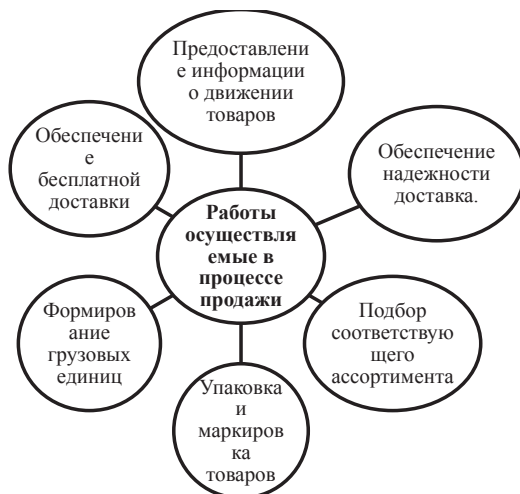 Предоставлени
е информации
о движении
товаров
Обеспечени
е
бесплатной
доставки
Обеспечение
надежности
доставка.
Работы
осуществля
емые в
процессе
продажи
Формиров
ание
грузовых
единиц
Подбор
соответствую
щего
ассортимента
Упаковка
и
маркиров
ка
товаров